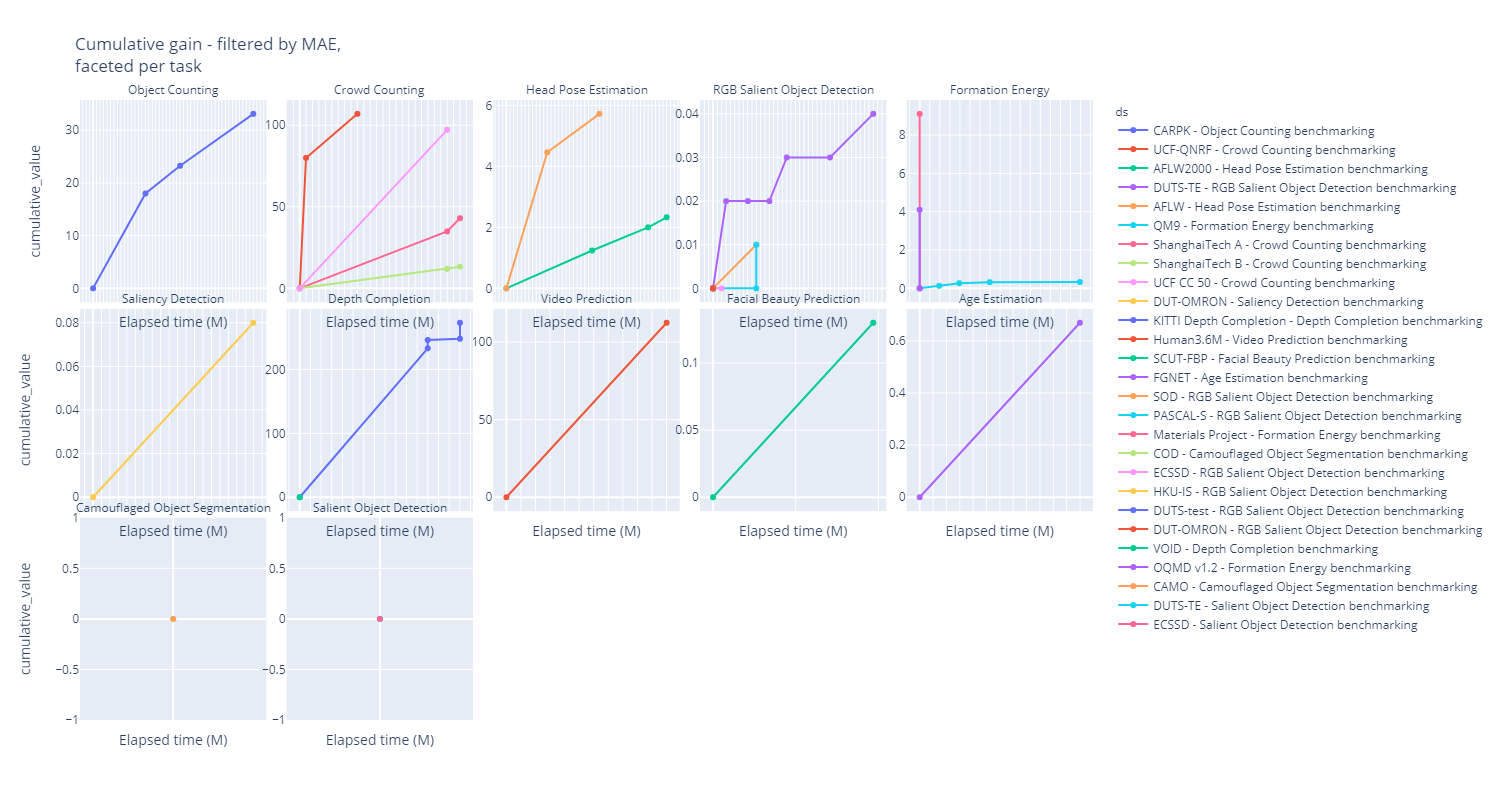 Cumulative gain - filtered by MAE,
faceted per task
Object Counting
Crowd Counting
Head Pose Estimation
RGB Salient Object Detection
Formation Energy
cumulative_value
30
20
10
0
100
50
0
6
4
2
0
0.04
0.03
0.02
0.01
0
8
6
4
2
0
Elapsed time (M)
Elapsed time (M)
Elapsed time (M)
Elapsed time (M)
Elapsed time (M)
Saliency Detection
Depth Completion
Video Prediction
Facial Beauty Prediction
Age Estimation
cumulative_value
0.08
0.06
0.04
0.02
0
200
100
0
100
50
0
0.1
0.05
0
0.6
0.4
0.2
0
Elapsed time (M)
Elapsed time (M)
Elapsed time (M)
Elapsed time (M)
Elapsed time (M)
Camouflaged Object Segmentation
Salient Object Detection
cumulative_value
1
0.5
0
−0.5
−1
1
0.5
0
−0.5
−1
Elapsed time (M)
Elapsed time (M)
ds
CARPK - Object Counting benchmarking
UCF-QNRF - Crowd Counting benchmarking
AFLW2000 - Head Pose Estimation benchmarking
DUTS-TE - RGB Salient Object Detection benchmarking
AFLW - Head Pose Estimation benchmarking
QM9 - Formation Energy benchmarking
ShanghaiTech A - Crowd Counting benchmarking
ShanghaiTech B - Crowd Counting benchmarking
UCF CC 50 - Crowd Counting benchmarking
DUT-OMRON - Saliency Detection benchmarking
KITTI Depth Completion - Depth Completion benchmarking
Human3.6M - Video Prediction benchmarking
SCUT-FBP - Facial Beauty Prediction benchmarking
FGNET - Age Estimation benchmarking
SOD - RGB Salient Object Detection benchmarking
PASCAL-S - RGB Salient Object Detection benchmarking
Materials Project - Formation Energy benchmarking
COD - Camouflaged Object Segmentation benchmarking
ECSSD - RGB Salient Object Detection benchmarking
HKU-IS - RGB Salient Object Detection benchmarking
DUTS-test - RGB Salient Object Detection benchmarking
DUT-OMRON - RGB Salient Object Detection benchmarking
VOID - Depth Completion benchmarking
OQMD v1.2 - Formation Energy benchmarking
CAMO - Camouflaged Object Segmentation benchmarking
DUTS-TE - Salient Object Detection benchmarking
ECSSD - Salient Object Detection benchmarking